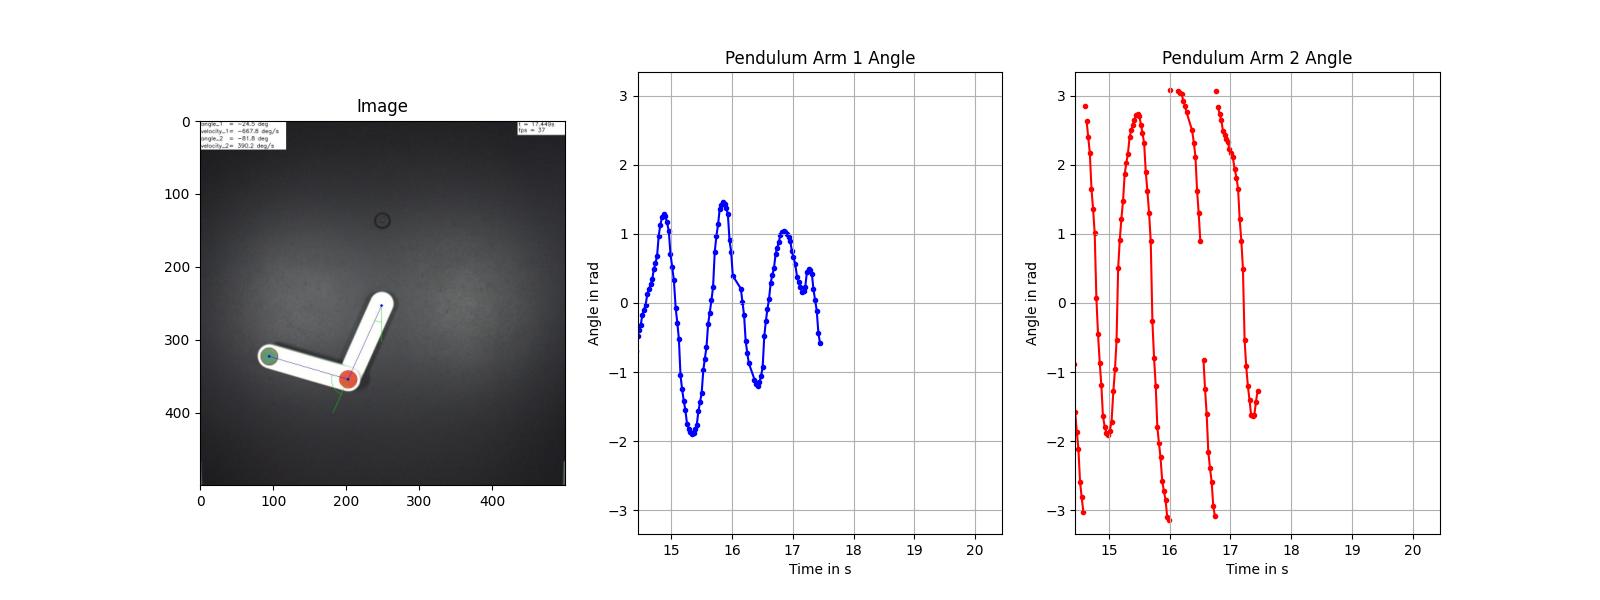 Image
angle_1 = -24.5 deg
velocity_1= -667.8 deg/s
angle_2 = -81.8 deg
velocity_2= 390.2 deg/s
t = 17.449s
fps = 37
0
100
200
300
400
0 100 200 300 400
Pendulum Arm 1 Angle
Angle in rad
3
2
1
0
−1
−2
−3
15 16 17 18 19 20
Time in s
Pendulum Arm 2 Angle
Angle in rad
3
2
1
0
−1
−2
−3
15 16 17 18 19 20
Time in s